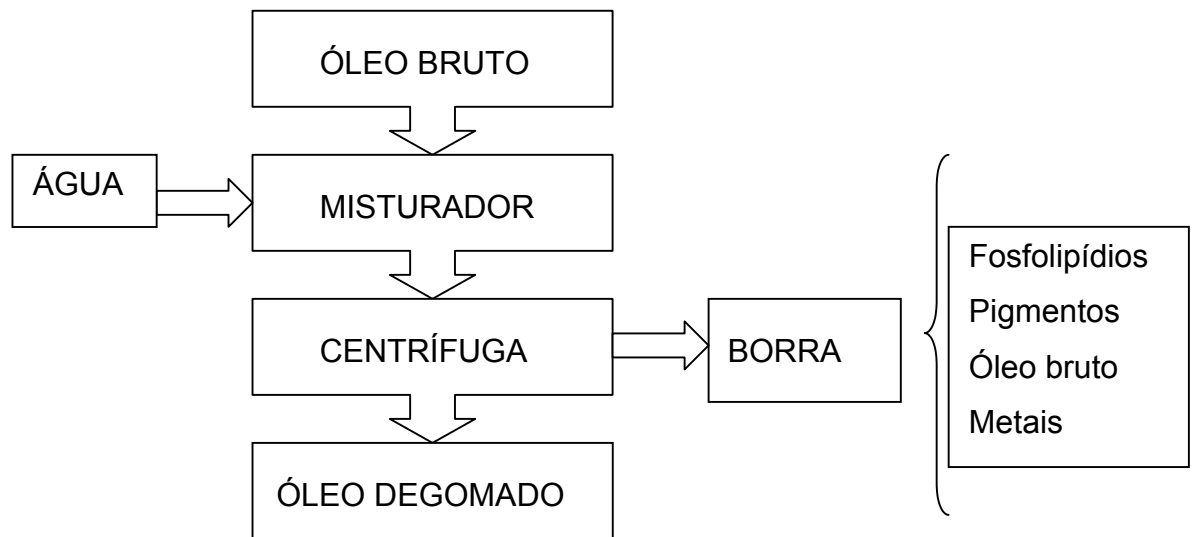 ÓLEO BRUTO
ÁGUA
MISTURADOR
CENTRÍFUGA
BORRA
Fosfolipídios
Pigmentos
Óleo bruto
Metais
ÓLEO DEGOMADO